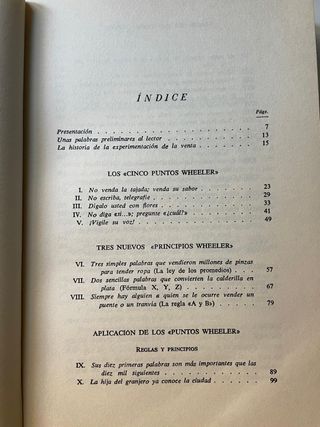 ÍNDICE
Págs.
Presentación . . . . . . . . . . . . . . . . 7
Unas palabras preliminares al lector . . . . . . . . 13
La historia de la experimentación de la venta . . . . . 15
LOS «CINCO PUNTOS WHEELER»
I. No venda la tajada; venda su sabor . . . . . . 23
II. No escriba, telegrafíe . . . . . . . . . . 29
III. Dígalo usted con flores . . . . . . . . . . 33
IV. No diga «si...»; pregunte «¿cuál?» . . . . . . 41
V. ¡Vigile su voz! . . . . . . . . . . . . 49
TRES NUEVOS «PRINCIPIOS WHEELER»
VI. Tres simples palabras que vendieron millones de pinzas
para tender ropa (La ley de los promedios) . . . 57
VII. Dos sencillas palabras que convierten la calderilla en
plata (Fórmula X, Y, Z) . . . . . . . . . 67
VIII. Siempre hay alguien a quien se le ocurre vender un
puente o un tranvía (La regla «A y B») . . . . 79
APLICACIÓN DE LOS «PUNTOS WHEELER»
REGLAS Y PRINCIPIOS
IX. Sus diez primeras palabras son más importantes que las
diez mil siguientes . . . . . . . . . . . 89
X. La hija del granjero ya conoce la ciudad . . . . . 99